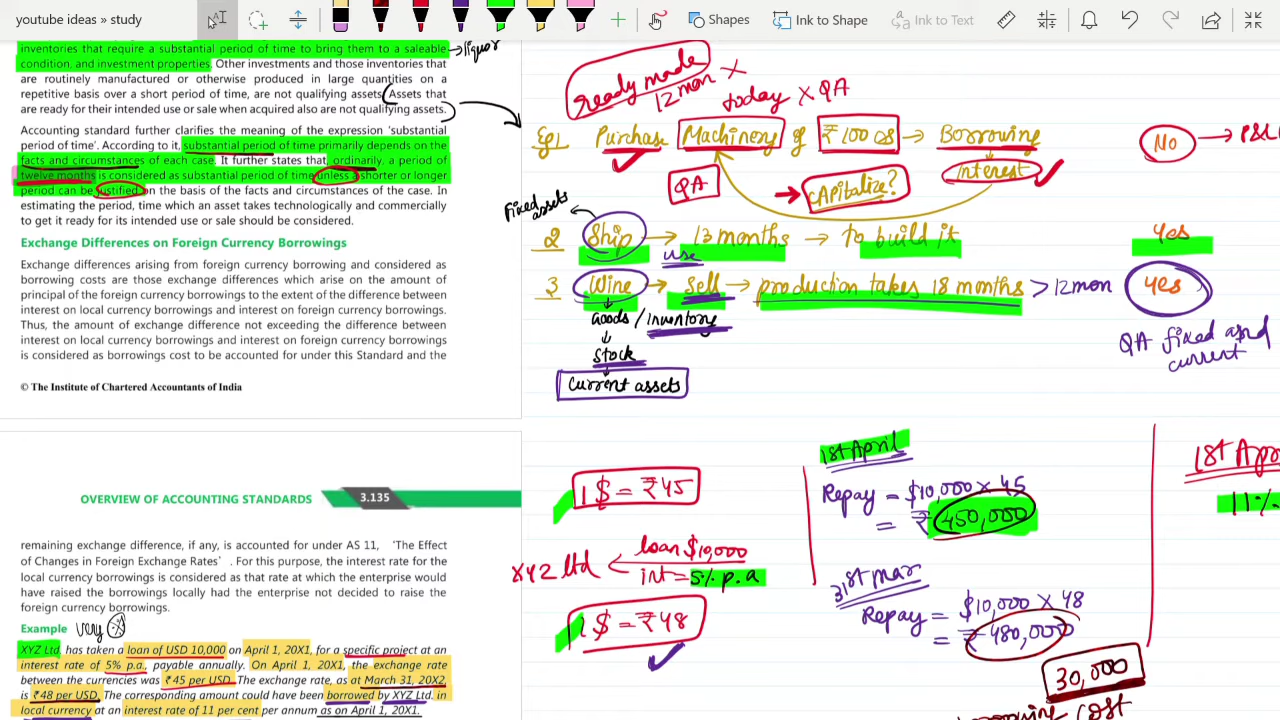 youtube ideas » study
Shapes
Ink to Shape
Ink to Text
inventories that require a substantial period of time to bring them to a saleable
condition, and investment properties. Other investments and those inventories that
are routinely manufactured or otherwise produced in large quantities on a
repetitive basis over a short period of time, are not qualifying assets. Assets that
are ready for their intended use or sale when acquired also are not qualifying assets.
→ liquor
Accounting standard further clarifies the meaning of the expression 'substantial
period of time'. According to it, substantial period of time primarily depends on the
facts and circumstances of each case. It further states that, ordinarily, a period of
twelve months is considered as substantial period of time unless a shorter or longer
period can be justified on the basis of the facts and circumstances of the case. In
estimating the period, time which an asset takes technologically and commercially
to get it ready for its intended use or sale should be considered.
Exchange Differences on Foreign Currency Borrowings
Exchange differences arising from foreign currency borrowing and considered as
borrowing costs are those exchange differences which arise on the amount of
principal of the foreign currency borrowings to the extent of the difference between
interest on local currency borrowings and interest on foreign currency borrowings.
Thus, the amount of exchange difference not exceeding the difference between
interest on local currency borrowings and interest on foreign currency borrowings
is considered as borrowings cost to be accounted for under this Standard and the
© The Institute of Chartered Accountants of India
OVERVIEW OF ACCOUNTING STANDARDS 3.135
remaining exchange difference, if any, is accounted for under AS 11, 'The Effect
of Changes in Foreign Exchange Rates' . For this purpose, the interest rate for the
local currency borrowings is considered as that rate at which the enterprise would
have raised the borrowings locally had the enterprise not decided to raise the
foreign currency borrowings.
Example very
XYZ Ltd. has taken a loan of USD 10,000 on April 1, 20X1, for a specific project at an
interest rate of 5% p.a., payable annually. On April 1, 20X1, the exchange rate
between the currencies was ₹ 45 per USD. The exchange rate, as at March 31, 20X2,
is ₹ 48 per USD. The corresponding amount could have been borrowed by XYZ Ltd. in
local currency at an interest rate of 11 per cent per annum as on April 1, 20X1.
ready made
12 mon X
today X QA
Eg1 Purchase Machinery of ₹100 → Borrowing
Interest
QA → CAPitalize?
No → P&L
Fixed assets
2 Ship → 13 months → to build it yes
use
3 Wine → sell → production takes 18 months > 12 mon yes
Goods / inventory
stock
Current assets
QA fixed and
current
1 $ = ₹45
XYZ Ltd ← loan $10,000
int = 5% p.a
1 $ = ₹48
1st April
Repay = $10,000 × 45
= ₹ 450,000
31st mar
Repay = $10,000 × 48
= ₹ 480,000
30,000
cost
1st Apr
11%